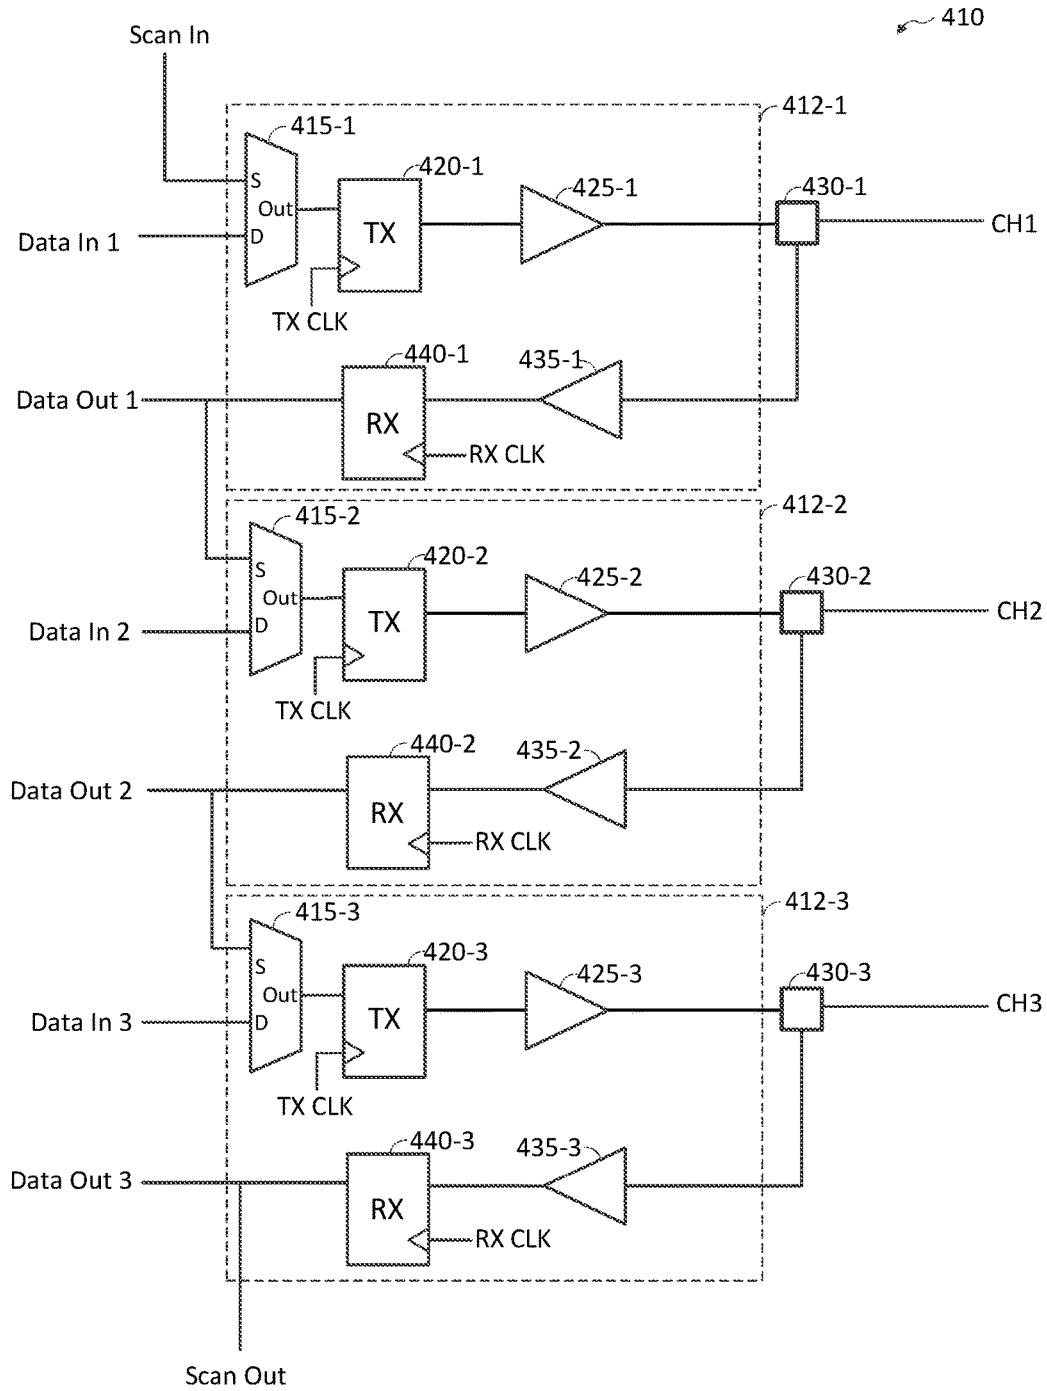 410
Scan In
412-1
415-1
420-1
425-1
430-1
S
Out
TX
CH1
Data In 1
D
TX CLK
440-1
435-1
Data Out 1
RX
RX CLK
412-2
415-2
420-2
425-2
430-2
S
Out
TX
CH2
Data In 2
D
TX CLK
440-2
435-2
Data Out 2
RX
RX CLK
412-3
415-3
420-3
425-3
430-3
S
Out
TX
CH3
Data In 3
D
TX CLK
440-3
435-3
Data Out 3
RX
RX CLK
Scan Out